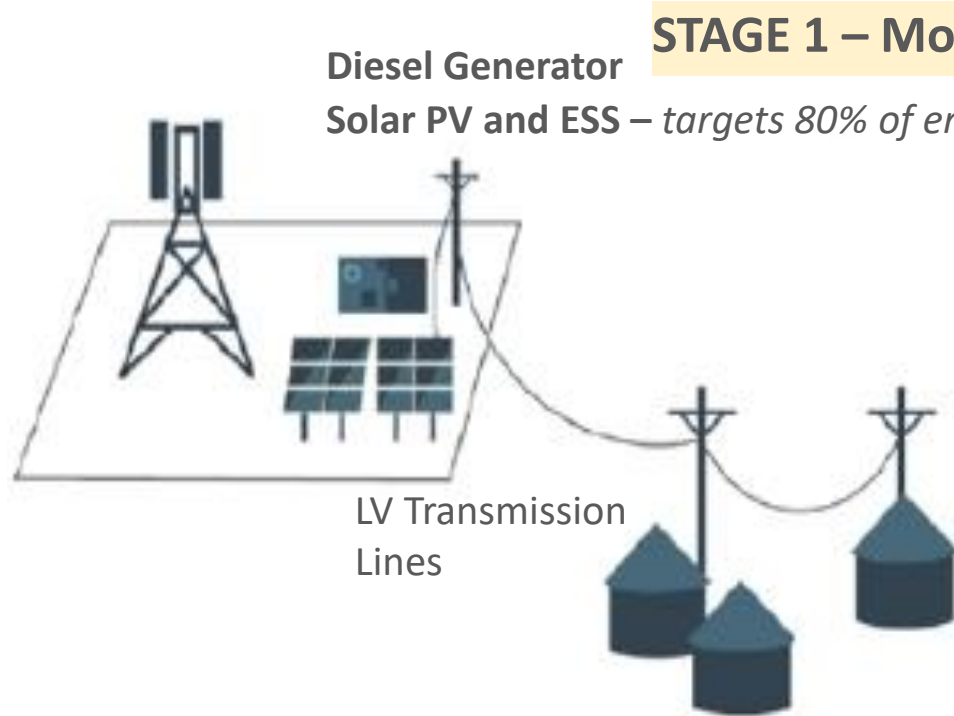 STAGE 1 – Mo
Diesel Generator
Solar PV and ESS – targets 80% of er
LV Transmission
Lines